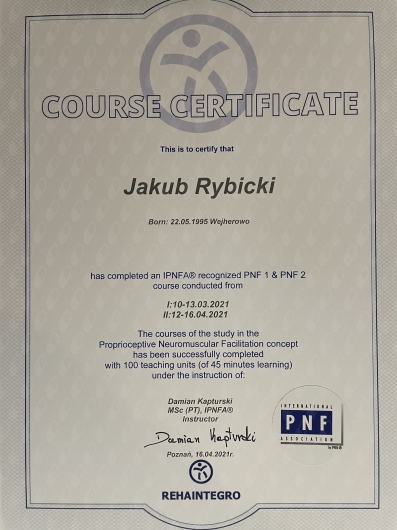 COURSE CERTIFICATE
This is to certify that
Jakub Rybicki
Born: 22.05.1995 Wejherowo
has completed an IPNFA® recognized PNF 1 & PNF 2
course conducted from
I:10-13.03.2021
II:12-16.04.2021
The courses of the study in the
Proprioceptive Neuromuscular Facilitation concept
has been successfully completed
with 100 teaching units (of 45 minutes learning)
under the instruction of:
Damian Kapturski
MSc (PT), IPNFA®
Instructor
Damian Kapturski
Poznań, 16.04.2021r.
INTERNATIONAL
PNF
ASSOCIATION
REHAINTEGRO